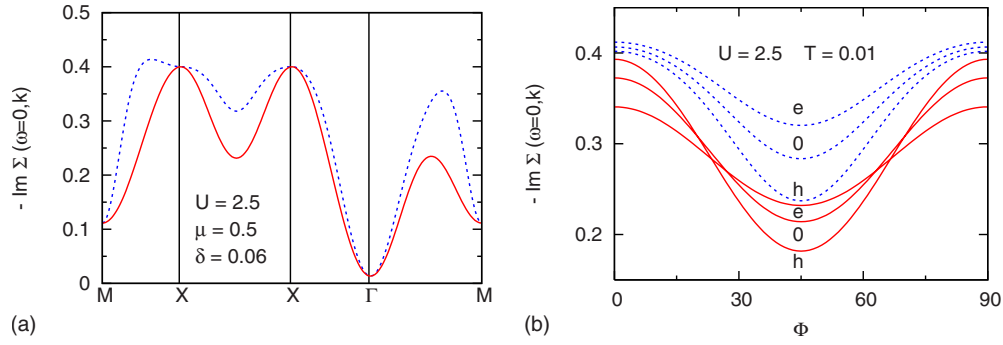 - Im Σ (ω=0,k)
0.5
0.4
0.3
0.2
0.1
0
U = 2.5
μ = 0.5
δ = 0.06
M X X Γ M
(a)
- Im Σ (ω=0,k)
0.4
0.3
0.2
U = 2.5 T = 0.01
e
0
h
e
0
h
0 30 45 60 90
Φ
(b)